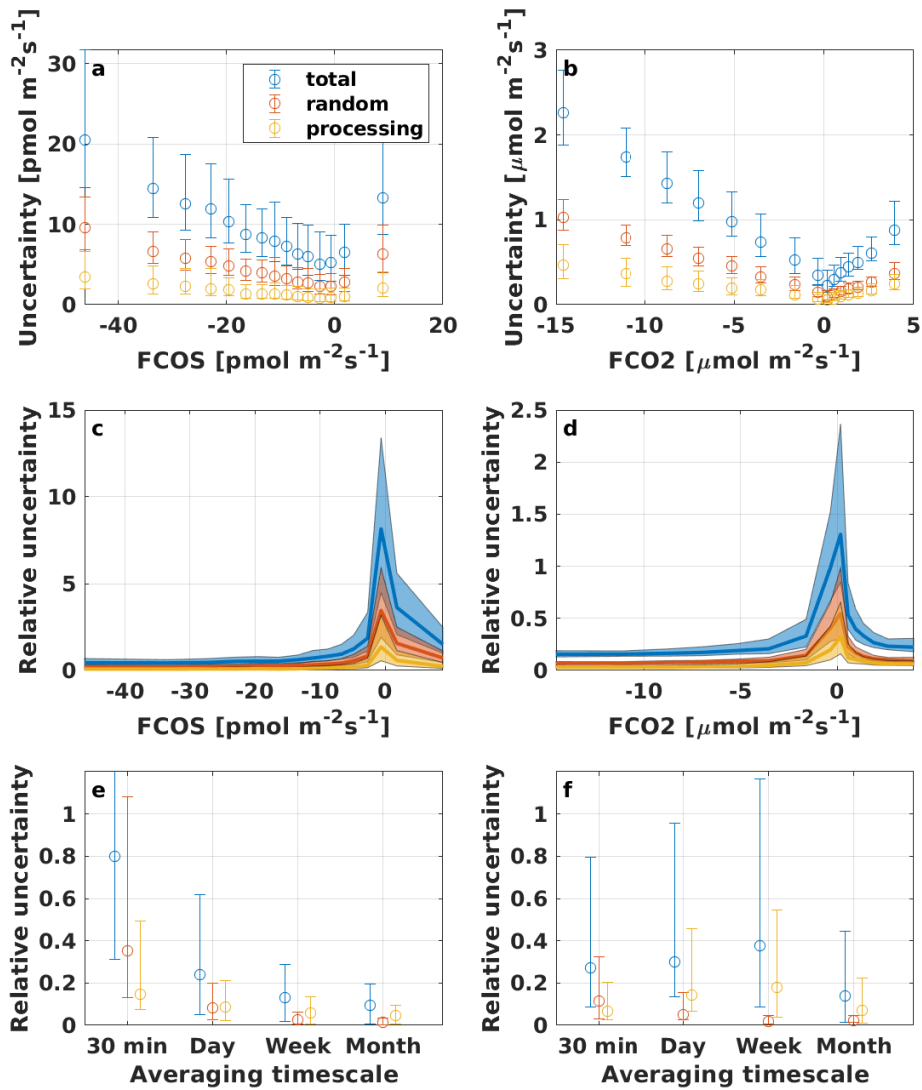 a
total
random
processing
30
20
10
0
-40
-20
0
20
Uncertainty [pmol m⁻²s⁻¹]
FCOS [pmol m⁻²s⁻¹]
b
3
2
1
0
-15
-10
-5
0
5
Uncertainty [μmol m⁻²s⁻¹]
FCO2 [μmol m⁻²s⁻¹]
c
15
10
5
0
-40
-30
-20
-10
0
Relative uncertainty
FCOS [pmol m⁻²s⁻¹]
d
2.5
2
1.5
1
0.5
0
-10
-5
0
Relative uncertainty
FCO2 [μmol m⁻²s⁻¹]
e
1
0.8
0.6
0.4
0.2
0
30 min
Day
Week
Month
Relative uncertainty
Averaging timescale
f
1
0.8
0.6
0.4
0.2
0
30 min
Day
Week
Month
Relative uncertainty
Averaging timescale